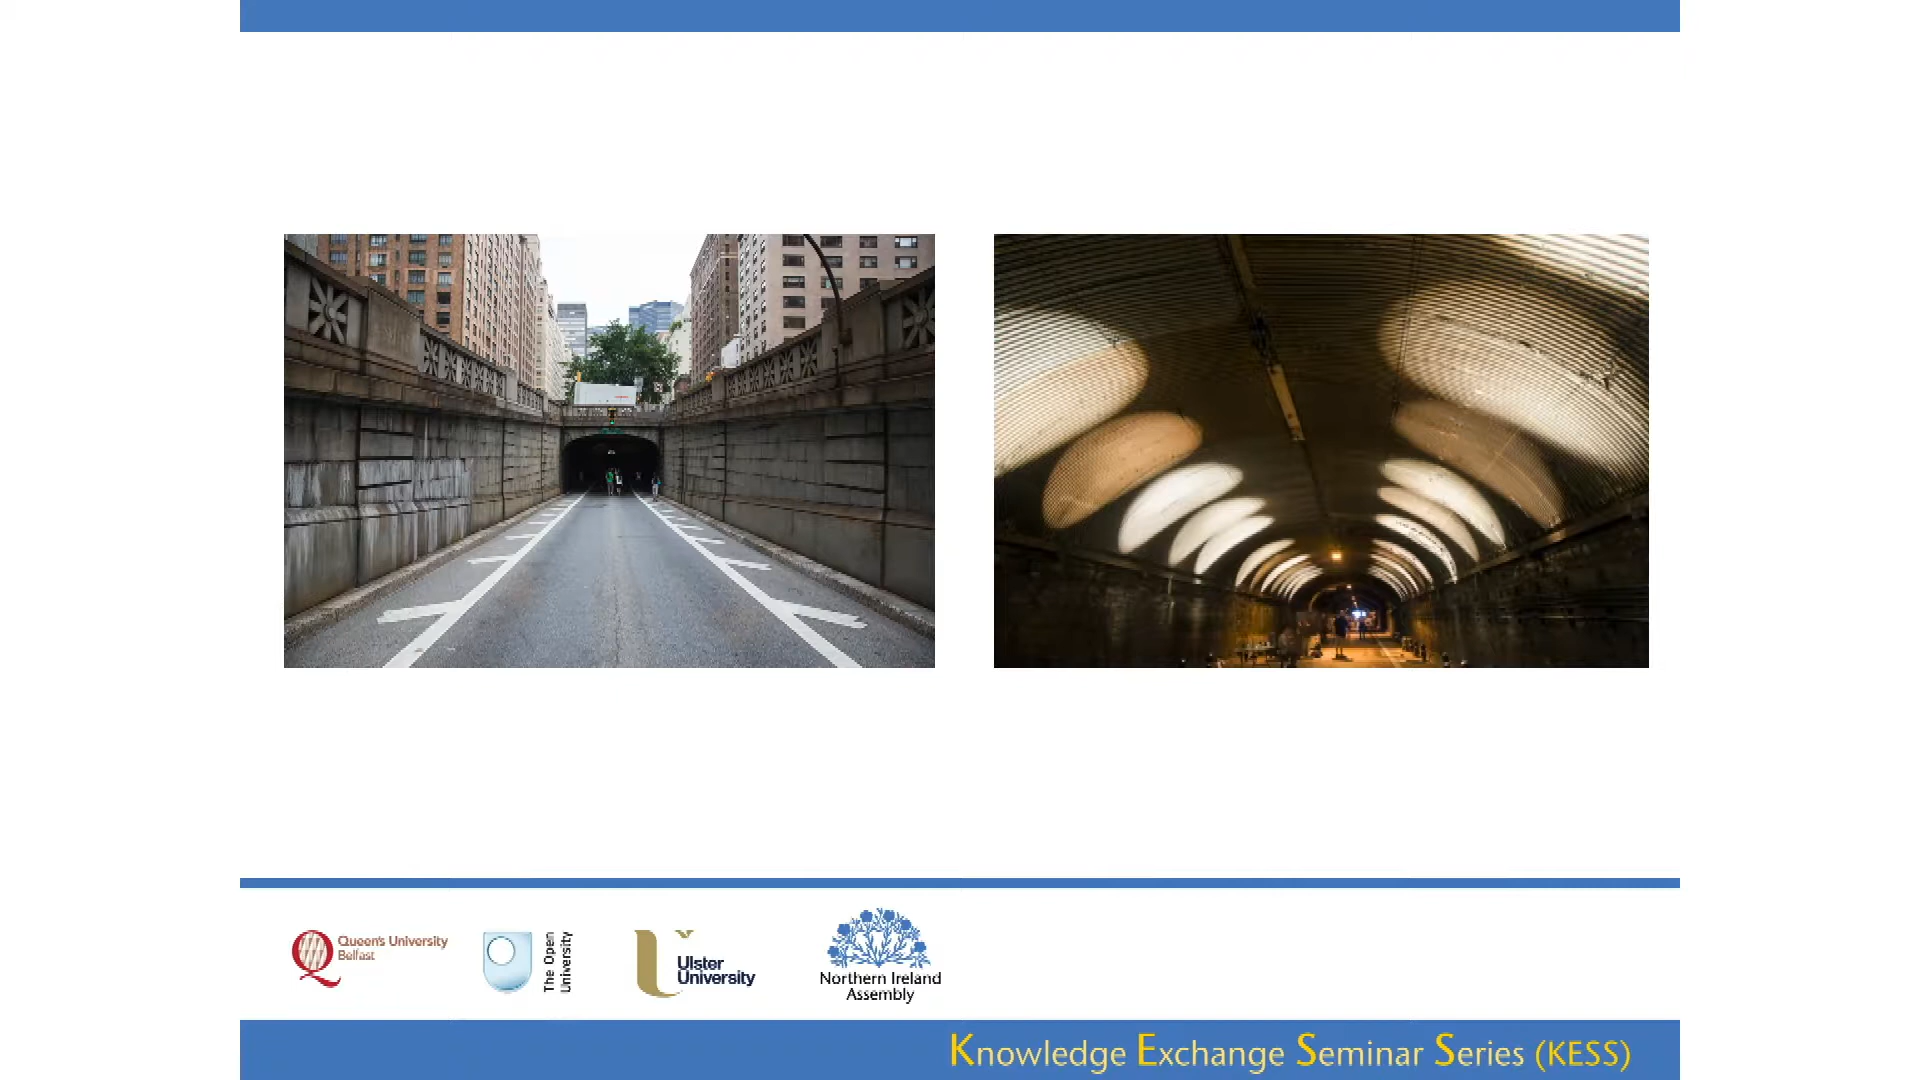 Queen's University
Belfast
The Open
University
Ulster
University
Northern Ireland
Assembly
Knowledge Exchange Seminar Series (KESS)